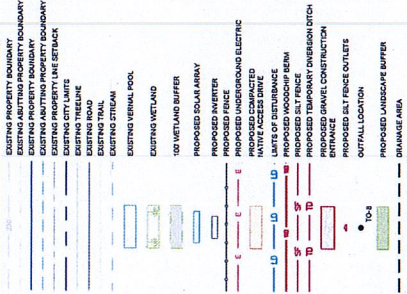 EXISTING PROPERTY BOUNDARY
EXISTING ABUTTING PROPERTY BOUNDARY
EXISTING PROPERTY BOUNDARY
EXISTING ABUTTING PROPERTY BOUNDARY
EXISTING PROPERTY LINE SETBACK
EXISTING CITY LIMITS
EXISTING TREELINE
EXISTING ROAD
EXISTING TRAIL
EXISTING STREAM
EXISTING VERNAL POOL
EXISTING WETLAND
100' WETLAND BUFFER
PROPOSED SOLAR ARRAY
PROPOSED INVERTER
PROPOSED FENCE
PROPOSED UNDERGROUND ELECTRIC
E E E
PROPOSED COMPACTED
NATIVE ACCESS DRIVE
LIMITS OF DISTURBANCE
PROPOSED WOODCHIP BERM
PROPOSED SILT FENCE
SF SF
PROPOSED TEMPORARY DIVERSION DITCH
TD TD
PROPOSED GRAVEL CONSTRUCTION
ENTRANCE
PROPOSED SILT FENCE OUTLETS
OUTFALL LOCATION
TO-8
PROPOSED LANDSCAPE BUFFER
DRAINAGE AREA